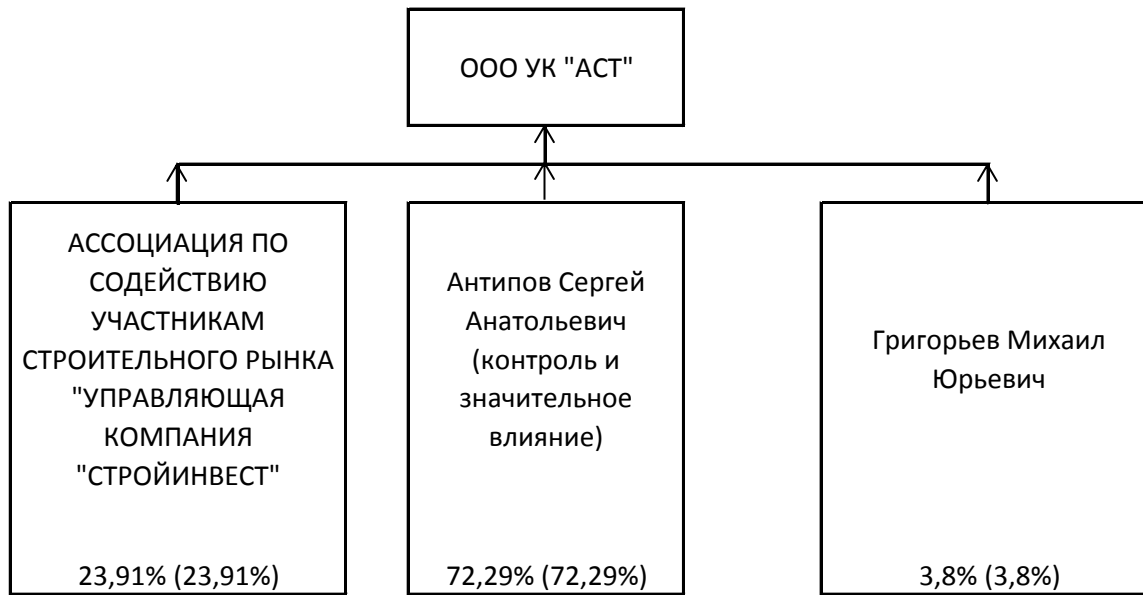 ООО УК "АСТ"
АССОЦИАЦИЯ ПО
СОДЕЙСТВИЮ
УЧАСТНИКАМ
СТРОИТЕЛЬНОГО РЫНКА
"УПРАВЛЯЮЩАЯ
КОМПАНИЯ
"СТРОЙИНВЕСТ"
23,91% (23,91%)
Антипов Сергей
Анатольевич
(контроль и
значительное
влияние)
72,29% (72,29%)
Григорьев Михаил
Юрьевич
3,8% (3,8%)